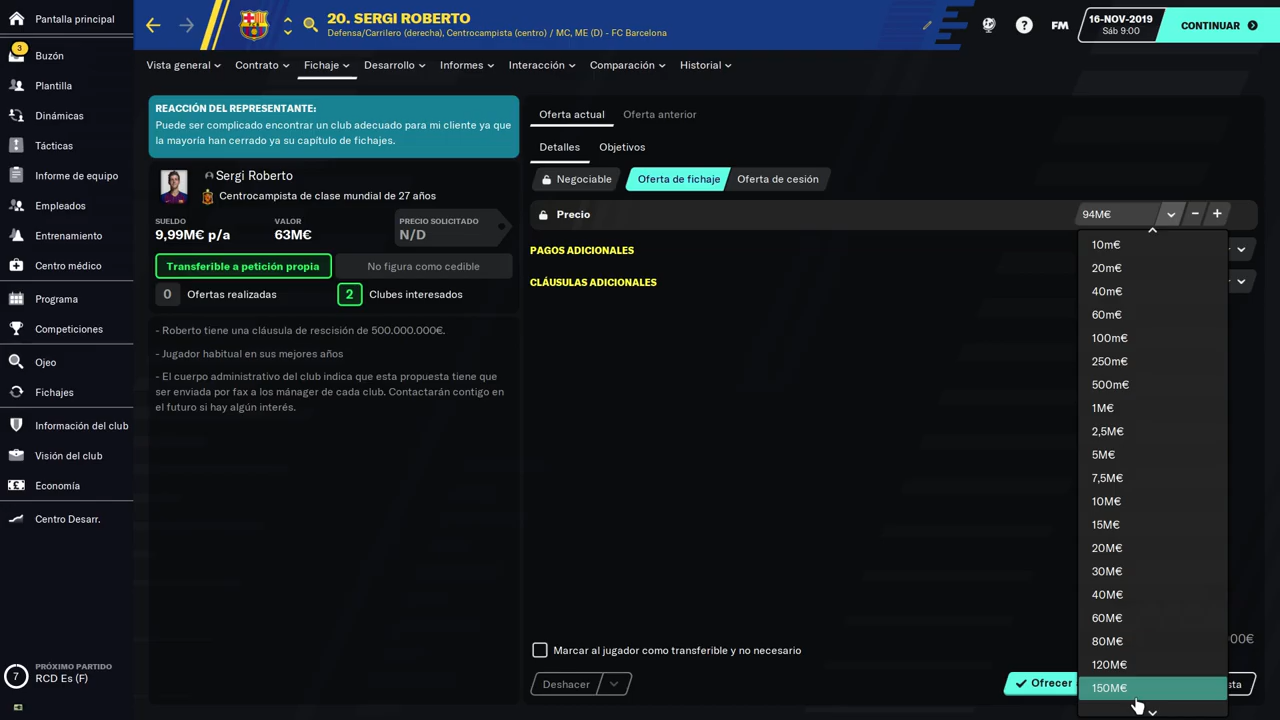 Pantalla principal
3
Buzón
Plantilla
Dinámicas
Tácticas
Informe de equipo
Empleados
Entrenamiento
Centro médico
Programa
Competiciones
Ojeo
Fichajes
Información del club
Visión del club
Economía
Centro Desarr.
7
PRÓXIMO PARTIDO
RCD Es (F)
20. SERGI ROBERTO
Defensa/Carrilero (derecha), Centrocampista (centro) / MC, ME (D) - FC Barcelona
FM
16-NOV-2019
Sáb 9:00
CONTINUAR
Vista general
Contrato
Fichaje
Desarrollo
Informes
Interacción
Comparación
Historial
REACCIÓN DEL REPRESENTANTE:
Puede ser complicado encontrar un club adecuado para mi cliente ya que
la mayoría han cerrado ya su capítulo de fichajes.
Sergi Roberto
Centrocampista de clase mundial de 27 años
SUELDO
9,99M€ p/a
VALOR
63M€
PRECIO SOLICITADO
N/D
Transferible a petición propia
No figura como cedible
0 Ofertas realizadas
2 Clubes interesados
- Roberto tiene una cláusula de rescisión de 500.000.000€.
- Jugador habitual en sus mejores años
- El cuerpo administrativo del club indica que esta propuesta tiene que
ser enviada por fax a los mánager de cada club. Contactarán contigo en
el futuro si hay algún interés.
Oferta actual
Oferta anterior
Detalles
Objetivos
Negociable
Oferta de fichaje
Oferta de cesión
Precio
94M€
PAGOS ADICIONALES
CLÁUSULAS ADICIONALES
10m€
20m€
40m€
60m€
100m€
250m€
500m€
1M€
2,5M€
5M€
7,5M€
10M€
15M€
20M€
30M€
40M€
60M€
80M€
120M€
150M€
Marcar al jugador como transferible y no necesario
Deshacer
Ofrecer